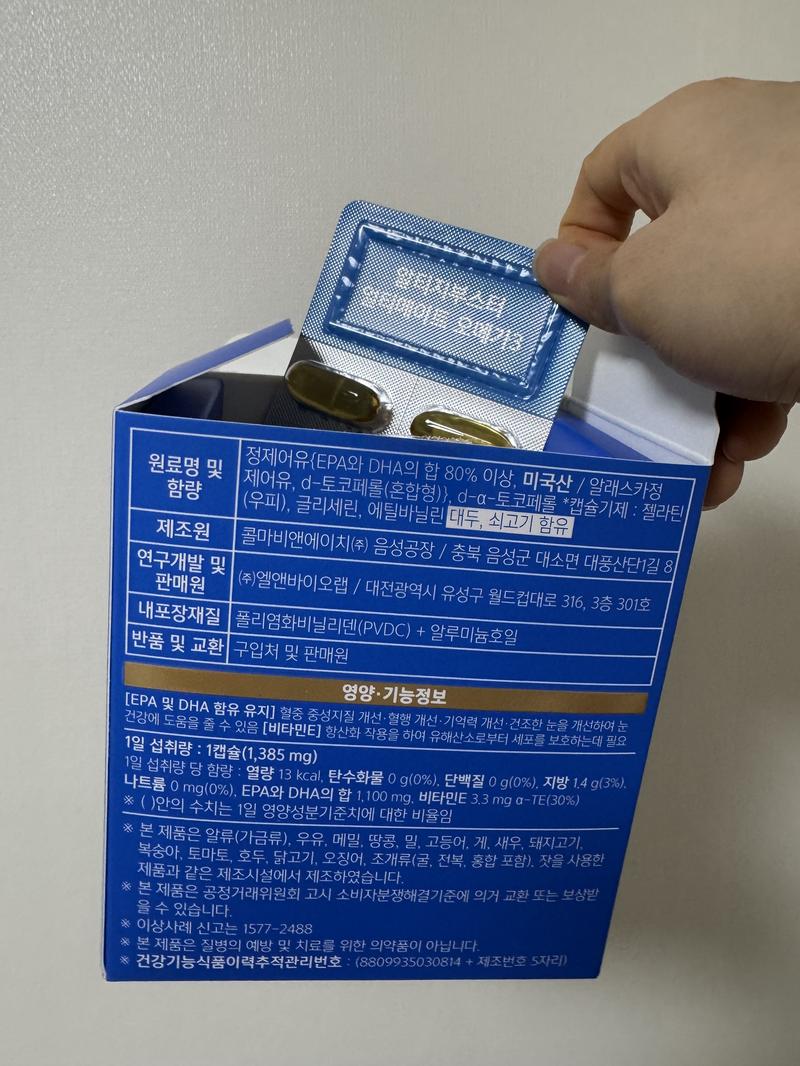 알티지부스터
얼티메이트 오메가3
원료명 및
함량
정제어유{EPA와 DHA의 합 80% 이상, 미국산 / 알래스카정
제어유, d-토코페롤(혼합형)}, d-α-토코페롤 *캡슐기제 : 젤라틴
(우피), 글리세린, 에틸바닐린 대두, 쇠고기 함유
제조원
콜마비앤에이치㈜ 음성공장 / 충북 음성군 대소면 대풍산단1길 8
연구개발 및
판매원
㈜엘앤바이오랩 / 대전광역시 유성구 월드컵대로 316, 3층 301호
내포장재질
폴리염화비닐리덴(PVDC) + 알루미늄호일
반품 및 교환
구입처 및 판매원
영양·기능정보
[EPA 및 DHA 함유 유지] 혈중 중성지질 개선·혈행 개선·기억력 개선·건조한 눈을 개선하여 눈
건강에 도움을 줄 수 있음 [비타민E] 항산화 작용을 하여 유해산소로부터 세포를 보호하는데 필요
1일 섭취량 : 1캡슐(1,385 mg)
1일 섭취량 당 함량 : 열량 13 kcal, 탄수화물 0 g(0%), 단백질 0 g(0%), 지방 1.4 g(3%),
나트륨 0 mg(0%), EPA와 DHA의 합 1,100 mg, 비타민E 3.3 mg α-TE(30%)
※ ( )안의 수치는 1일 영양성분기준치에 대한 비율임
※ 본 제품은 알류(가금류), 우유, 메밀, 땅콩, 밀, 고등어, 게, 새우, 돼지고기,
복숭아, 토마토, 호두, 닭고기, 오징어, 조개류(굴, 전복, 홍합 포함), 잣을 사용한
제품과 같은 제조시설에서 제조하였습니다.
※ 본 제품은 공정거래위원회 고시 소비자분쟁해결기준에 의거 교환 또는 보상받
을 수 있습니다.
※ 이상사례 신고는 1577-2488
※ 본 제품은 질병의 예방 및 치료를 위한 의약품이 아닙니다.
※ 건강기능식품이력추적관리번호 : (8809935030814 + 제조번호 5자리)